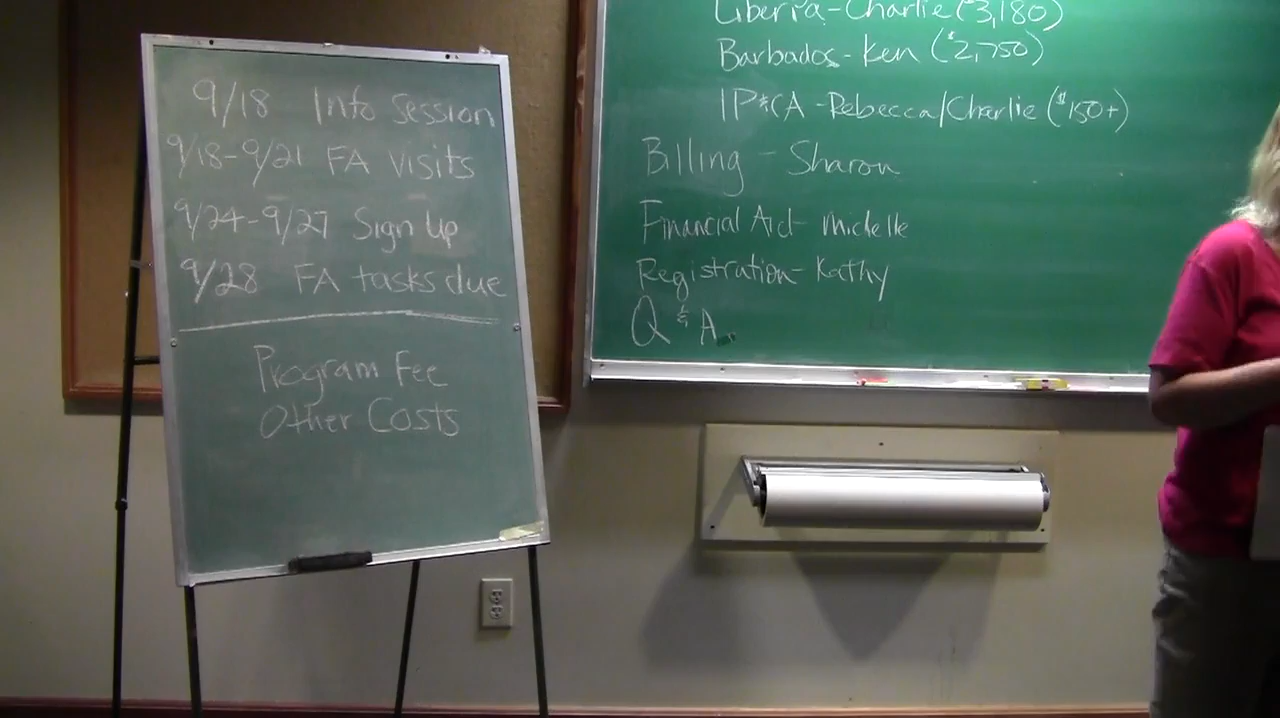 9/18 Info Session
9/18-9/21 FA visits
9/24-9/27 Sign Up
9/28 FA tasks due
Program Fee
Other Costs
Liberia-Charlie ($3,180)
Barbados-Ken ($2,750)
IP&CA-Rebecca/Charlie ($150+)
Billing - Sharon
Financial Aid- Michelle
Registration-Kathy
Q & A